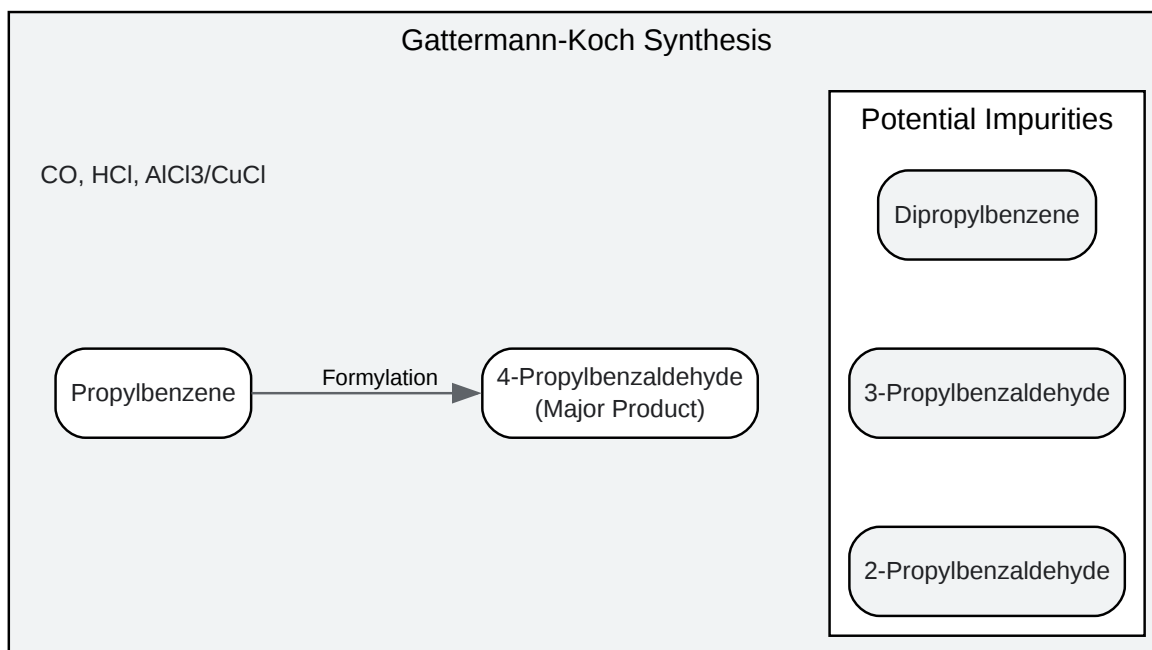 Gattermann-Koch Synthesis
Potential Impurities
CO, HCl, AlCl3/CuCl
Dipropylbenzene
Propylbenzene
Formylation
4-Propylbenzaldehyde
(Major Product)
3-Propylbenzaldehyde
2-Propylbenzaldehyde